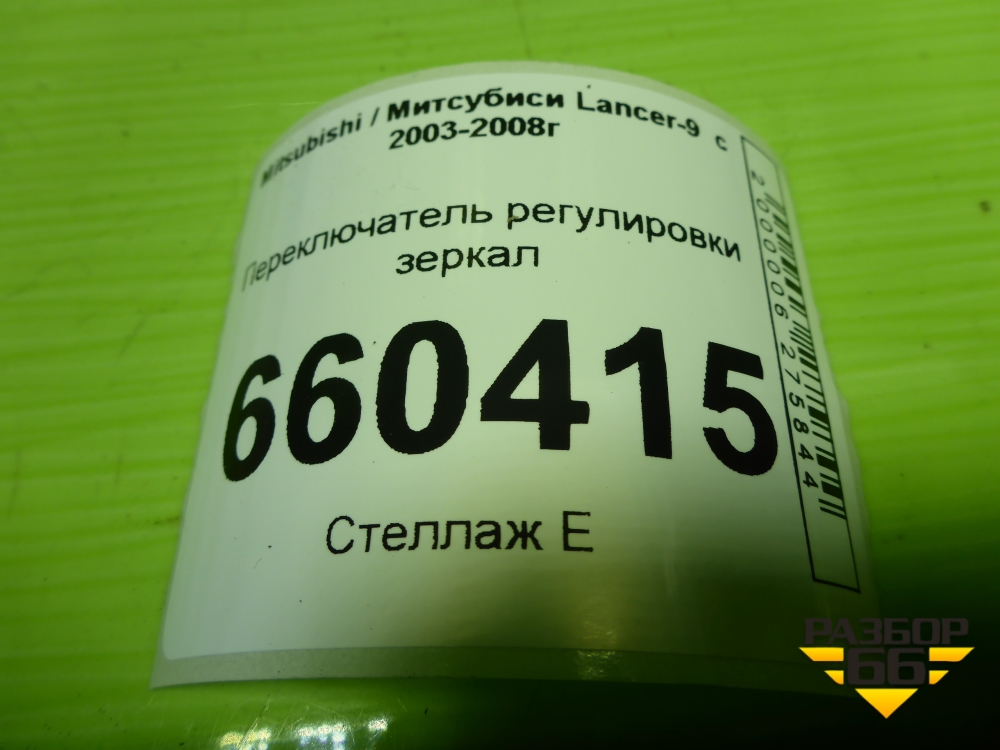 Mitsubishi / Митсубиси Lancer-9 с
2003-2008г
Переключатель регулировки
зеркал
660415
Стеллаж Е
2000006275844
РАЗБОР
66